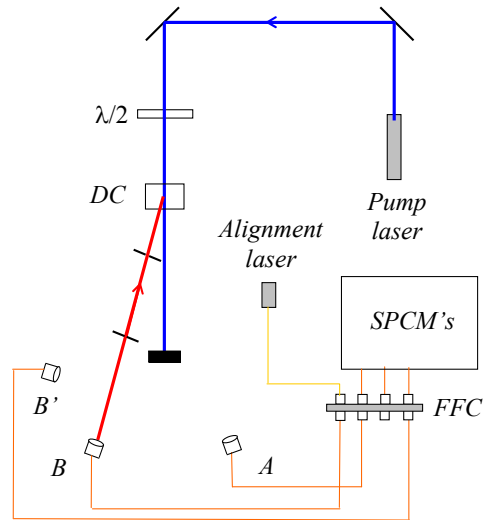 λ/2
DC
Pump
laser
Alignment
laser
SPCM's
FFC
B'
B
A